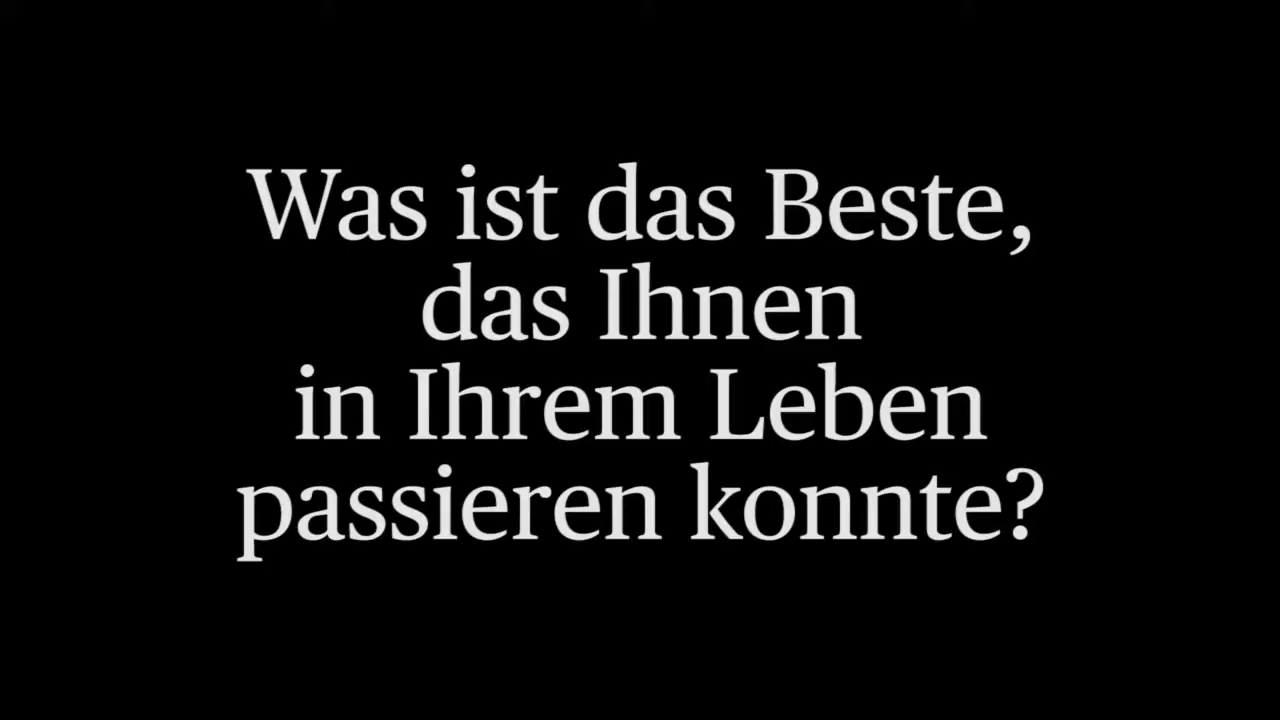 Was ist das Beste,
das Ihnen
in Ihrem Leben
passieren konnte?